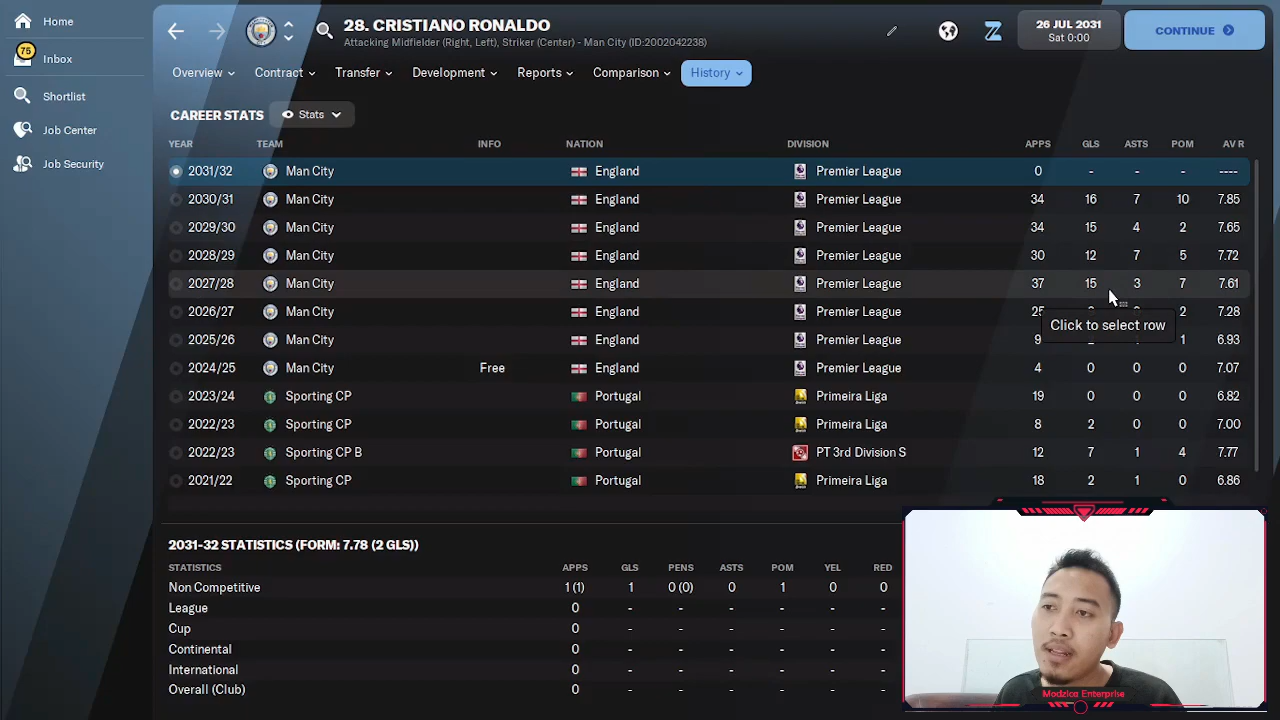 Home
75
Inbox
Shortlist
Job Center
Job Security
28. CRISTIANO RONALDO
Attacking Midfielder (Right, Left), Striker (Center) - Man City (ID:2002042238)
26 JUL 2031
Sat 0:00
CONTINUE
Overview Contract Transfer Development Reports Comparison History
CAREER STATS Stats
YEAR TEAM INFO NATION DIVISION APPS GLS ASTS POM AV R
2031/32 Man City England Premier League 0 - - - ----
2030/31 Man City England Premier League 34 16 7 10 7.85
2029/30 Man City England Premier League 34 15 4 2 7.65
2028/29 Man City England Premier League 30 12 7 5 7.72
2027/28 Man City England Premier League 37 15 3 7 7.61
2026/27 Man City England Premier League 25 2 7.28
2025/26 Man City England Premier League 9 1 6.93
2024/25 Man City Free England Premier League 4 0 0 0 7.07
2023/24 Sporting CP Portugal Primeira Liga 19 0 0 0 6.82
2022/23 Sporting CP Portugal Primeira Liga 8 2 0 0 7.00
2022/23 Sporting CP B Portugal PT 3rd Division S 12 7 1 4 7.77
2021/22 Sporting CP Portugal Primeira Liga 18 2 1 0 6.86
Click to select row
2031-32 STATISTICS (FORM: 7.78 (2 GLS))
STATISTICS APPS GLS PENS ASTS POM YEL RED
Non Competitive 1 (1) 1 0 (0) 0 1 0 0
League 0 - - - - - -
Cup 0 - - - - - -
Continental 0 - - - - - -
International 0 - - - - - -
Overall (Club) 0 - - - - - -
Modzica Enterprise